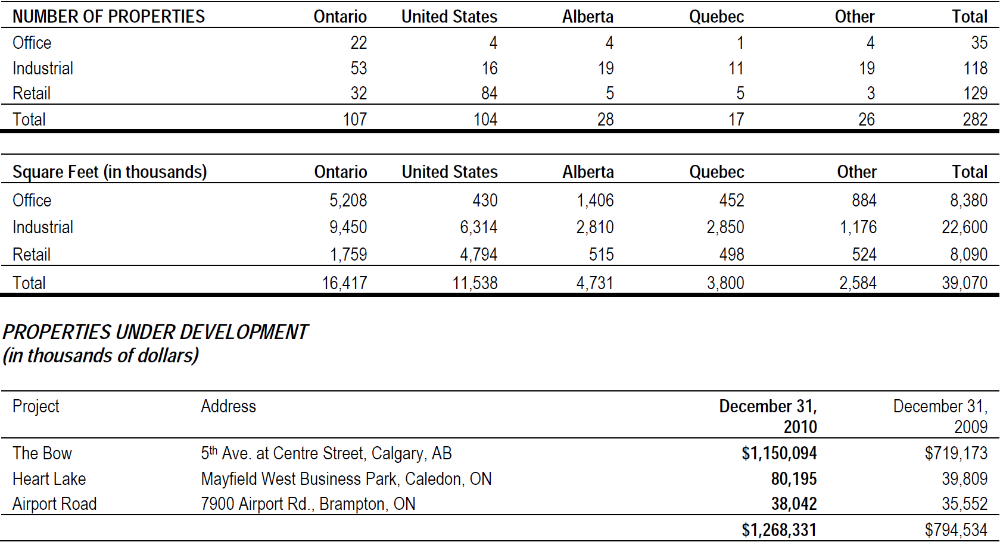 NUMBER OF PROPERTIES Ontario United States Alberta Quebec Other Total
Office 22 4 4 1 4 35
Industrial 53 16 19 11 19 118
Retail 32 84 5 5 3 129
Total 107 104 28 17 26 282
Square Feet (in thousands) Ontario United States Alberta Quebec Other Total
Office 5,208 430 1,406 452 884 8,380
Industrial 9,450 6,314 2,810 2,850 1,176 22,600
Retail 1,759 4,794 515 498 524 8,090
Total 16,417 11,538 4,731 3,800 2,584 39,070
PROPERTIES UNDER DEVELOPMENT
(in thousands of dollars)
Project Address December 31, December 31,
2010 2009
The Bow 5th Ave. at Centre Street, Calgary, AB $1,150,094 $719,173
Heart Lake Mayfield West Business Park, Caledon, ON 80,195 39,809
Airport Road 7900 Airport Rd., Brampton, ON 38,042 35,552
$1,268,331 $794,534